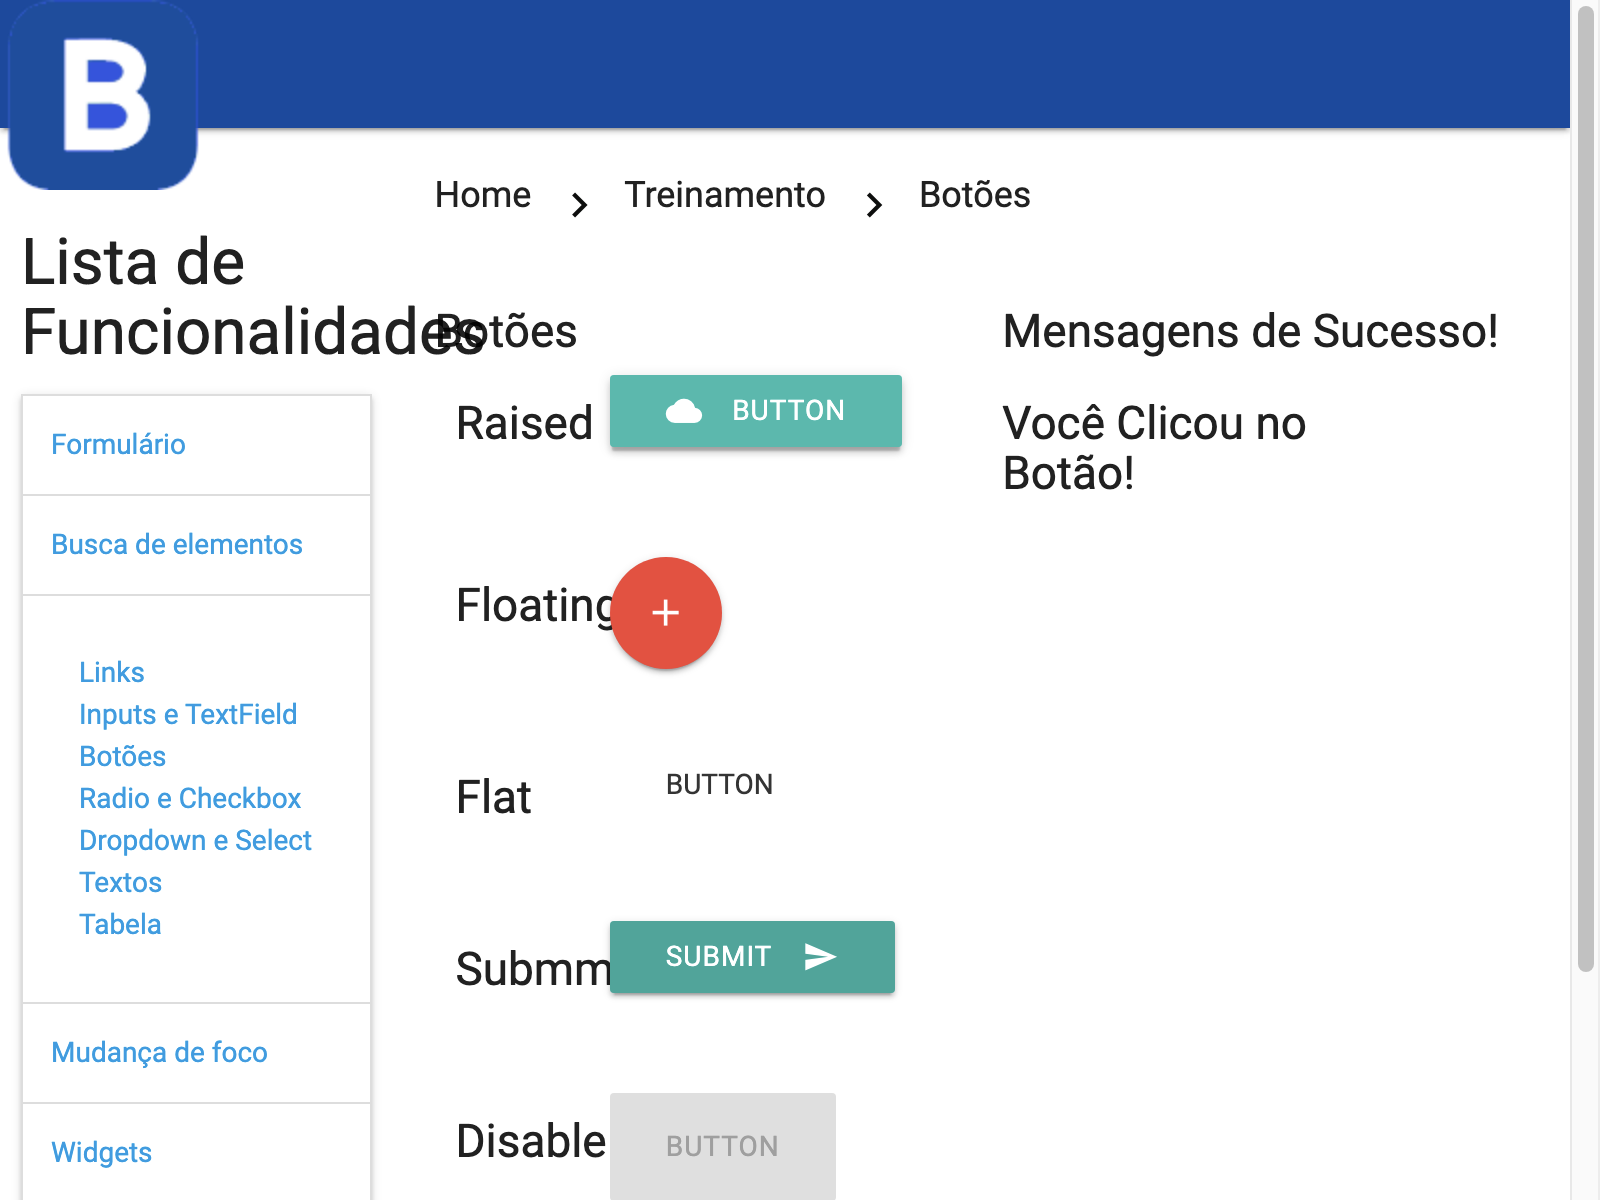 B
Home
Treinamento
Botões
Lista de
Funcionalidades
Formulário
Busca de elementos
Links
Inputs e TextField
Botões
Radio e Checkbox
Dropdown e Select
Textos
Tabela
Mudança de foco
Widgets
Botões
Raised
BUTTON
Floating
Flat
BUTTON
Submm
SUBMIT
Disable
BUTTON
Mensagens de Sucesso!
Você Clicou no
Botão!